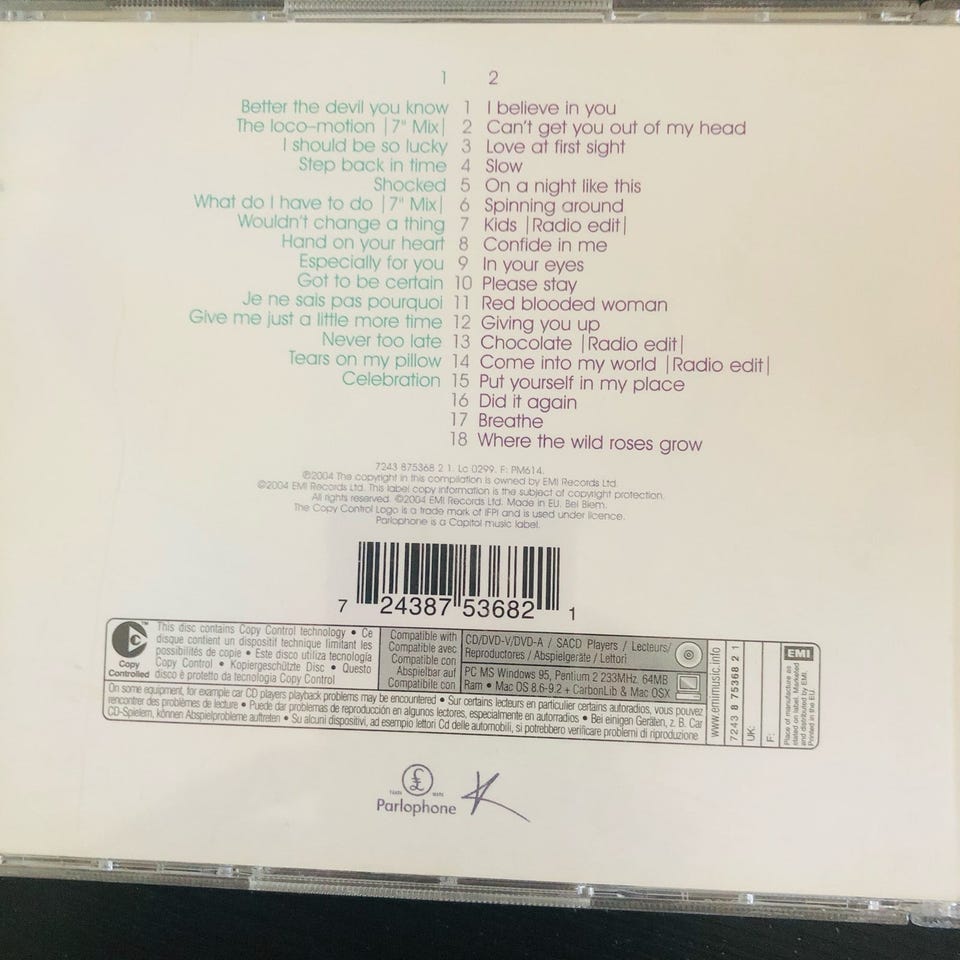 1 2
Better the devil you know 1 I believe in you
The loco-motion |7" Mix| 2 Can't get you out of my head
I should be so lucky 3 Love at first sight
Step back in time 4 Slow
Shocked 5 On a night like this
What do I have to do |7" Mix| 6 Spinning around
Wouldn't change a thing 7 Kids |Radio edit|
Hand on your heart 8 Confide in me
Especially for you 9 In your eyes
Got to be certain 10 Please stay
Je ne sais pas pourquoi 11 Red blooded woman
Give me just a little more time 12 Giving you up
Never too late 13 Chocolate |Radio edit|
Tears on my pillow 14 Come into my world |Radio edit|
Celebration 15 Put yourself in my place
16 Did it again
17 Breathe
18 Where the wild roses grow
7243 875368 2 1. Lc 0299. F: PM614.
℗2004 The copyright in this compilation is owned by EMI Records Ltd.
©2004 EMI Records Ltd. This label copy information is the subject of copyright protection.
All rights reserved. ©2004 EMI Records Ltd. Made in EU. Bel Biem.
The Copy Control Logo is a trade mark of IFPI and is used under licence.
Parlophone is a Capitol music label.
7 24387 53682 1
Copy Controlled
TM
This disc contains Copy Control technology • Ce
disque contient un dispositif technique limitant les
possibilités de copie • Este disco utiliza tecnología
Copy Control • Kopiergeschützte Disc • Questo
disco è protetto da tecnologia Copy Control
Compatible with
Compatible avec
Compatible con
Abspielbar auf
Compatibile con
CD/DVD-V/DVD-A / SACD Players / Lecteurs/
Reproductores / Abspielgeräte / Lettori
PC MS Windows 95, Pentium 2 233MHz. 64MB
Ram • Mac OS 8.6-9.2 + CarbonLib & Mac OSX
On some equipment, for example car CD players playback problems may be encountered • Sur certains lecteurs en particulier certains autoradios, vous pouvez
rencontrer des problèmes de lecture • Puede dar problemas de reproducción en algunos lectores, especialmente en autorradios • Bei einigen Geräten, z. B. Car
CD-Spielern, können Abspielprobleme auftreten • Su alcuni dispositivi, ad esempio lettori Cd delle automobili, si potrebbero verificare problemi di riproduzione
www.emimusic.info
7243 8 75368 2 1
UK:
F:
EMI
Place of manufacture as
stated on label. Marketed
and distributed by EMI.
Printed in the EU.
£
Parlophone
K